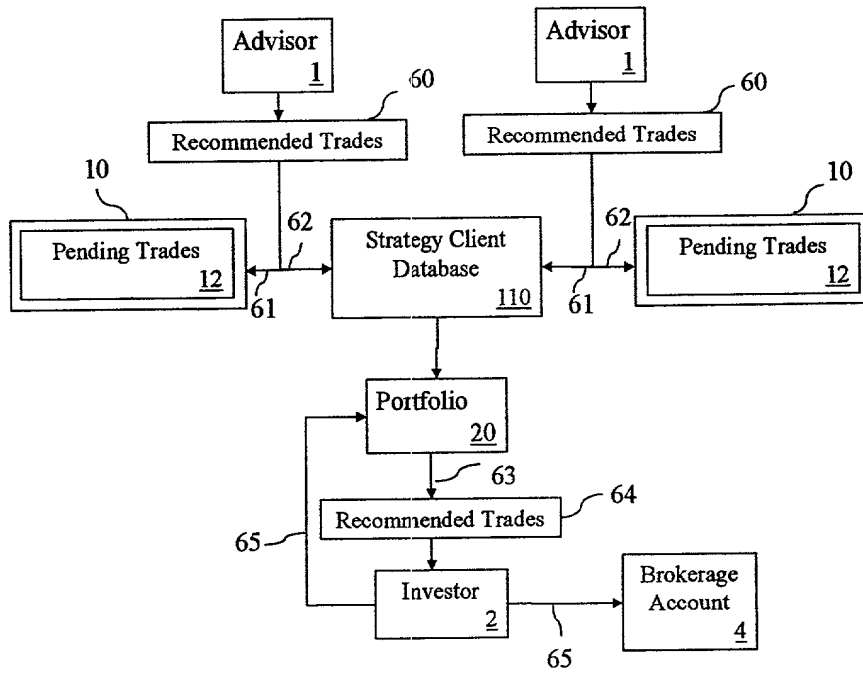 Advisor
1
Advisor
1
60
60
Recommended Trades
Recommended Trades
10
10
62
62
Pending Trades
12
Strategy Client
Database
110
Pending Trades
12
61
61
Portfolio
20
63
64
Recommended Trades
65
Investor
2
Brokerage
Account
4
65